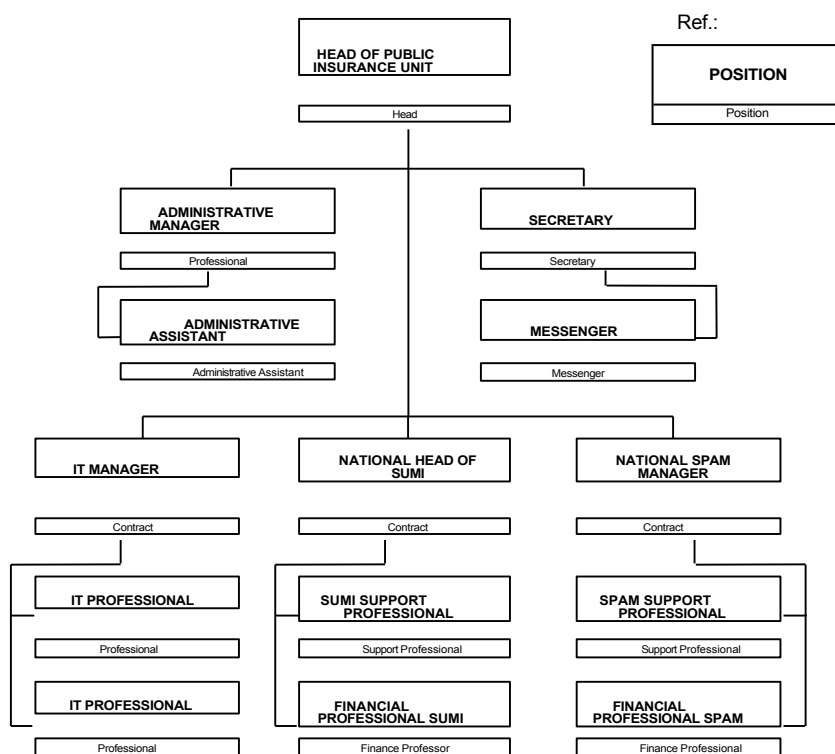 Ref.:
HEAD OF PUBLIC
INSURANCE UNIT
Head
POSITION
Position
ADMINISTRATIVE
MANAGER
Professional
SECRETARY
Secretary
ADMINISTRATIVE
ASSISTANT
Administrative Assistant
MESSENGER
Messenger
IT MANAGER
Contract
NATIONAL HEAD OF
SUMI
Contract
NATIONAL SPAM
MANAGER
Contract
IT PROFESSIONAL
Professional
SUMI SUPPORT
PROFESSIONAL
Support Professional
SPAM SUPPORT
PROFESSIONAL
Support Professional
IT PROFESSIONAL
Professional
FINANCIAL
PROFESSIONAL SUMI
Finance Professor
FINANCIAL
PROFESSIONAL SPAM
Finance Professional